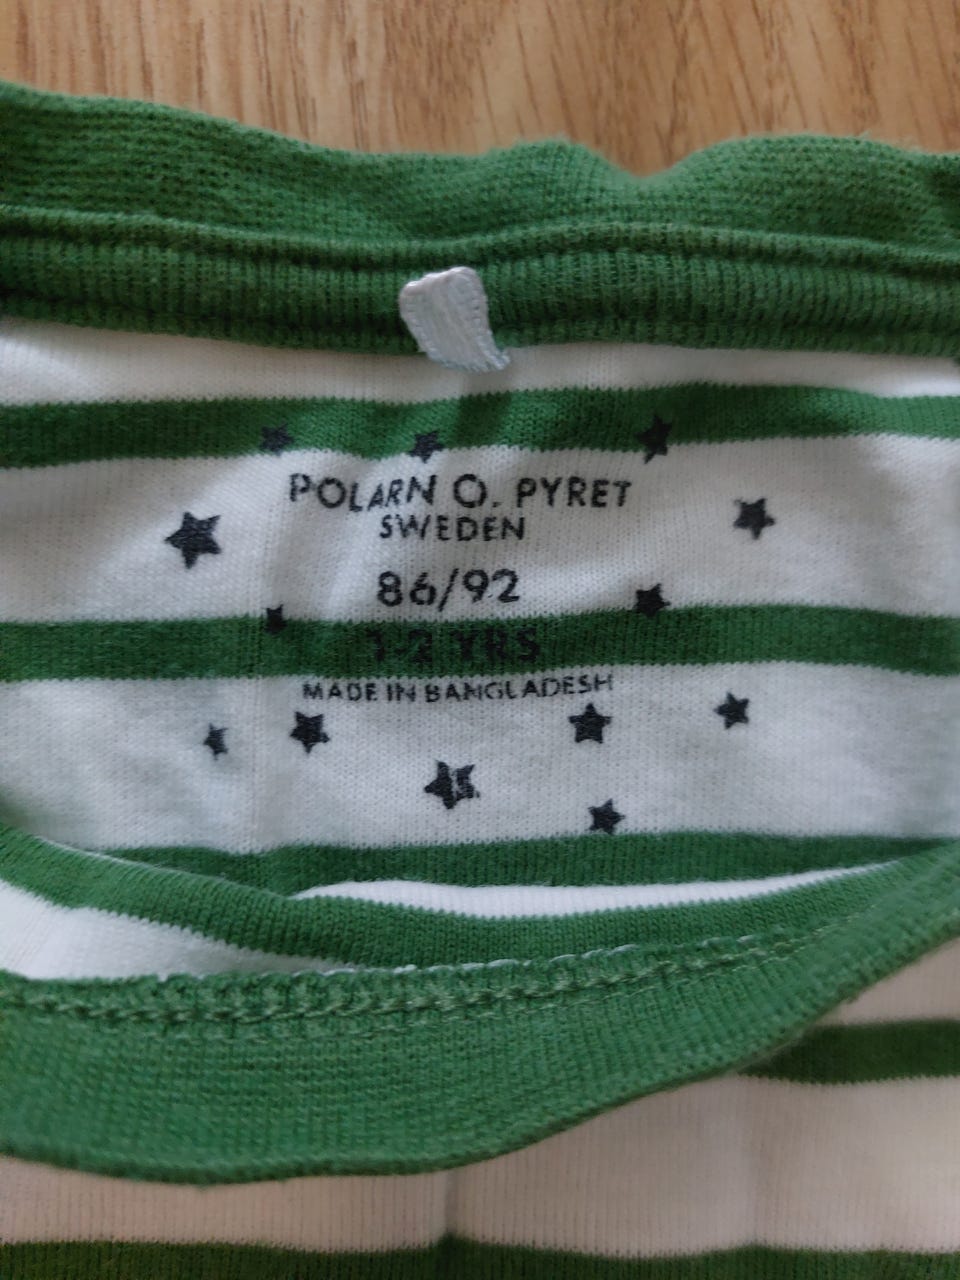 POLARN O. PYRET
SWEDEN
86/92
1-2 YRS
MADE IN BANGLADESH